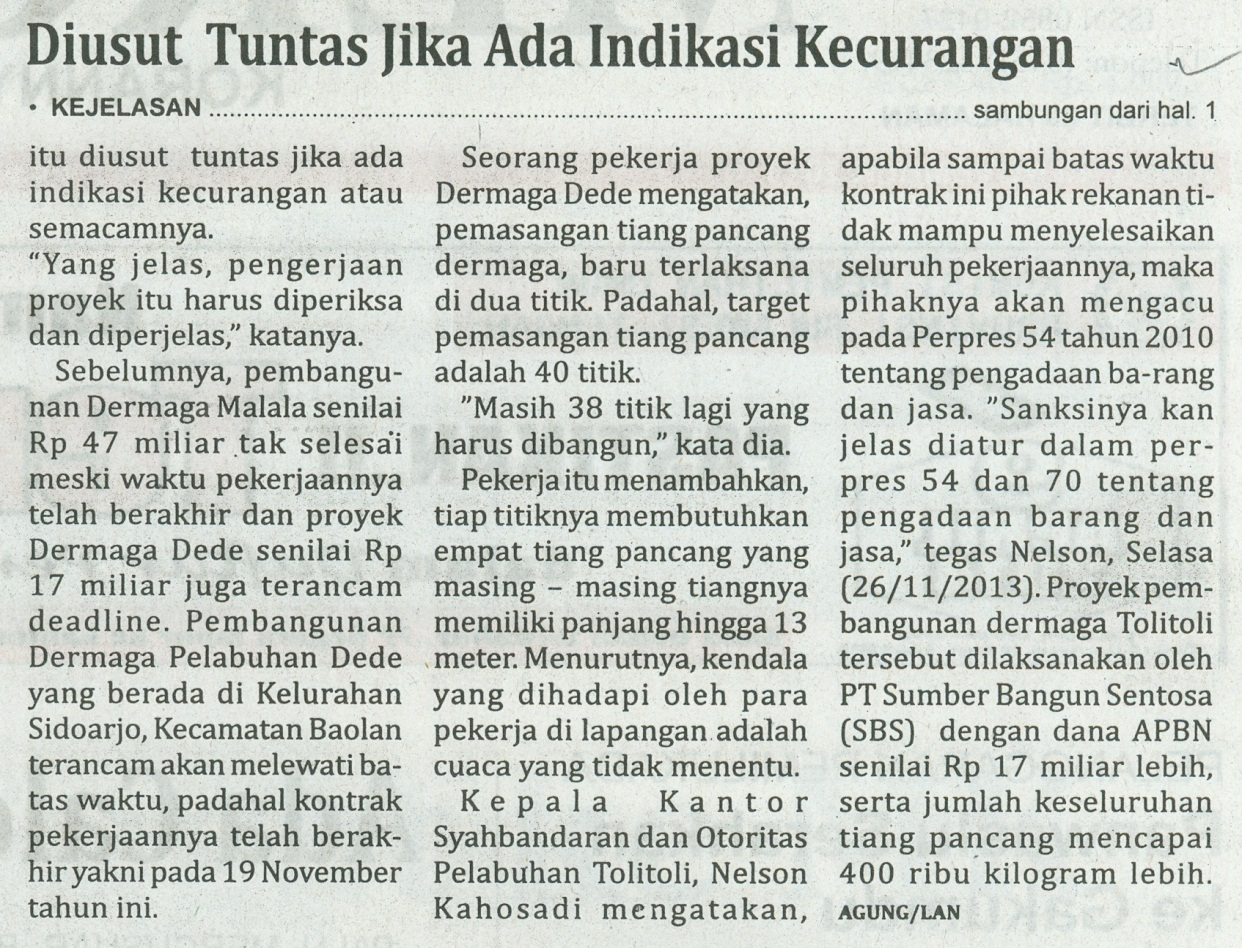 Diusut Tuntas Jika Ada Indikasi Kecurangan
• KEJELASAN ........................................................................................................................ sambungan dari hal. 1
itu diusut tuntas jika ada
indikasi kecurangan atau
semacamnya.
“Yang jelas, pengerjaan
proyek itu harus diperiksa
dan diperjelas,” katanya.
Sebelumnya, pembangu-
nan Dermaga Malala senilai
Rp 47 miliar tak selesai
meski waktu pekerjaannya
telah berakhir dan proyek
Dermaga Dede senilai Rp
17 miliar juga terancam
deadline. Pembangunan
Dermaga Pelabuhan Dede
yang berada di Kelurahan
Sidoarjo, Kecamatan Baolan
terancam akan melewati ba-
tas waktu, padahal kontrak
pekerjaannya telah berak-
hir yakni pada 19 November
tahun ini.
Seorang pekerja proyek
Dermaga Dede mengatakan,
pemasangan tiang pancang
dermaga, baru terlaksana
di dua titik. Padahal, target
pemasangan tiang pancang
adalah 40 titik.
”Masih 38 titik lagi yang
harus dibangun,” kata dia.
Pekerja itu menambahkan,
tiap titiknya membutuhkan
empat tiang pancang yang
masing – masing tiangnya
memiliki panjang hingga 13
meter. Menurutnya, kendala
yang dihadapi oleh para
pekerja di lapangan adalah
cuaca yang tidak menentu.
Kepala Kantor
Syahbandaran dan Otoritas
Pelabuhan Tolitoli, Nelson
Kahosadi mengatakan,
apabila sampai batas waktu
kontrak ini pihak rekanan ti-
dak mampu menyelesaikan
seluruh pekerjaannya, maka
pihaknya akan mengacu
pada Perpres 54 tahun 2010
tentang pengadaan ba-rang
dan jasa. ”Sanksinya kan
jelas diatur dalam per-
pres 54 dan 70 tentang
pengadaan barang dan
jasa,” tegas Nelson, Selasa
(26/11/2013). Proyek pem-
bangunan dermaga Tolitoli
tersebut dilaksanakan oleh
PT Sumber Bangun Sentosa
(SBS) dengan dana APBN
senilai Rp 17 miliar lebih,
serta jumlah keseluruhan
tiang pancang mencapai
400 ribu kilogram lebih.
AGUNG/LAN